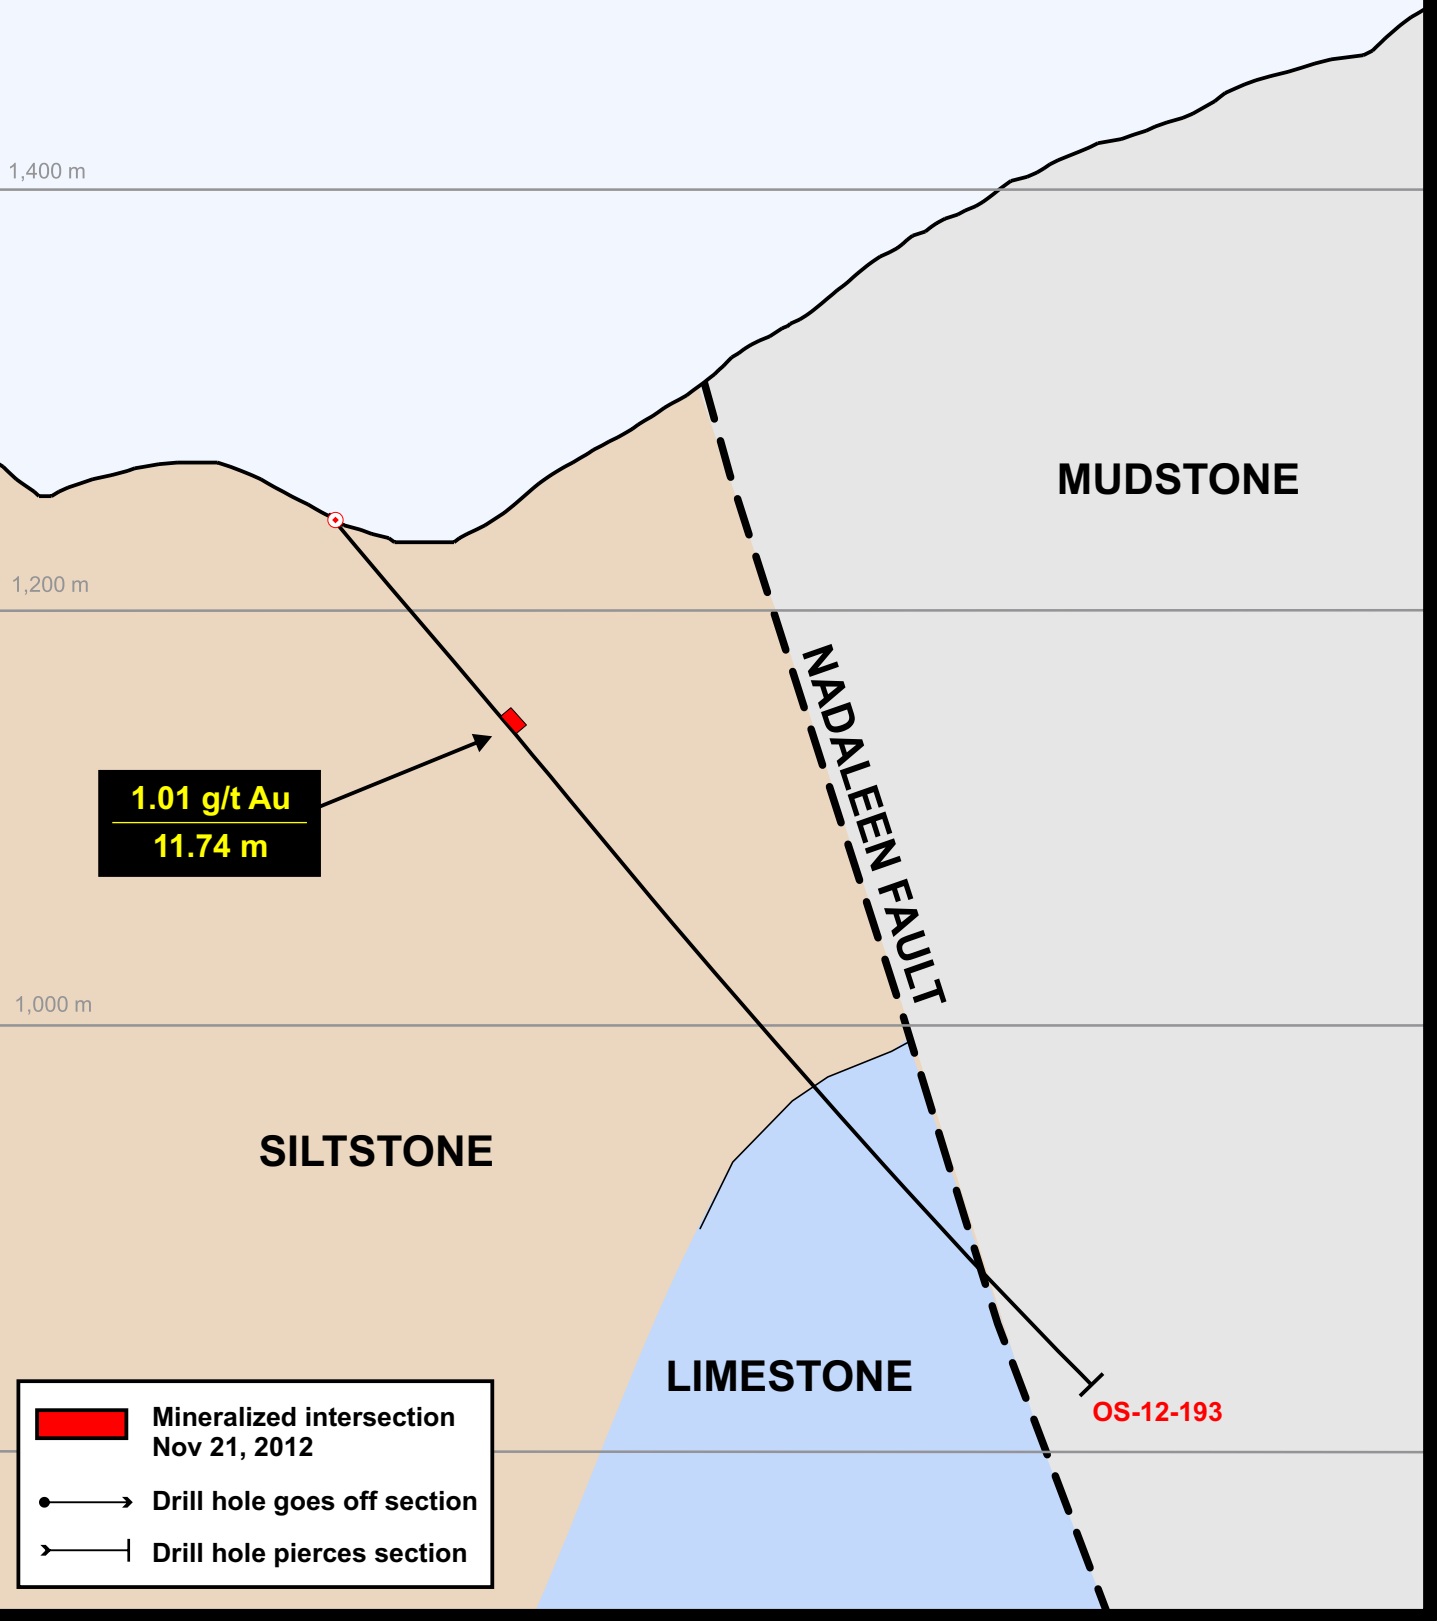 1,400 m
MUDSTONE
1,200 m
NADALEEN FAULT
1.01 g/t Au
11.74 m
1,000 m
SILTSTONE
LIMESTONE
OS-12-193
Mineralized intersection
Nov 21, 2012
Drill hole goes off section
Drill hole pierces section